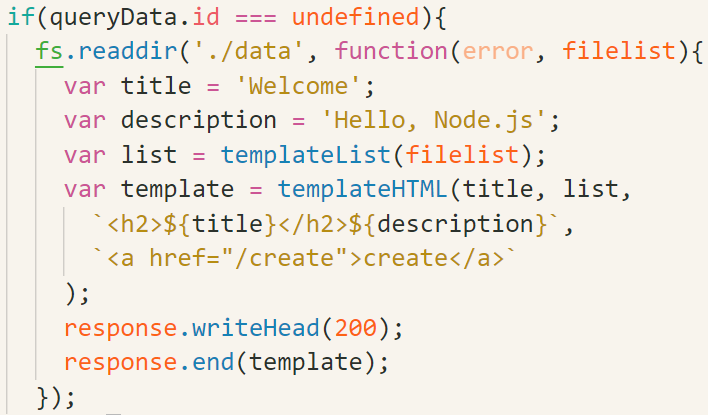 if(queryData.id === undefined){
  fs.readdir('./data', function(error, filelist){
    var title = 'Welcome';
    var description = 'Hello, Node.js';
    var list = templateList(filelist);
    var template = templateHTML(title, list,
      `<h2>${title}</h2>${description}`,
      `<a href="/create">create</a>`
    );
    response.writeHead(200);
    response.end(template);
  });